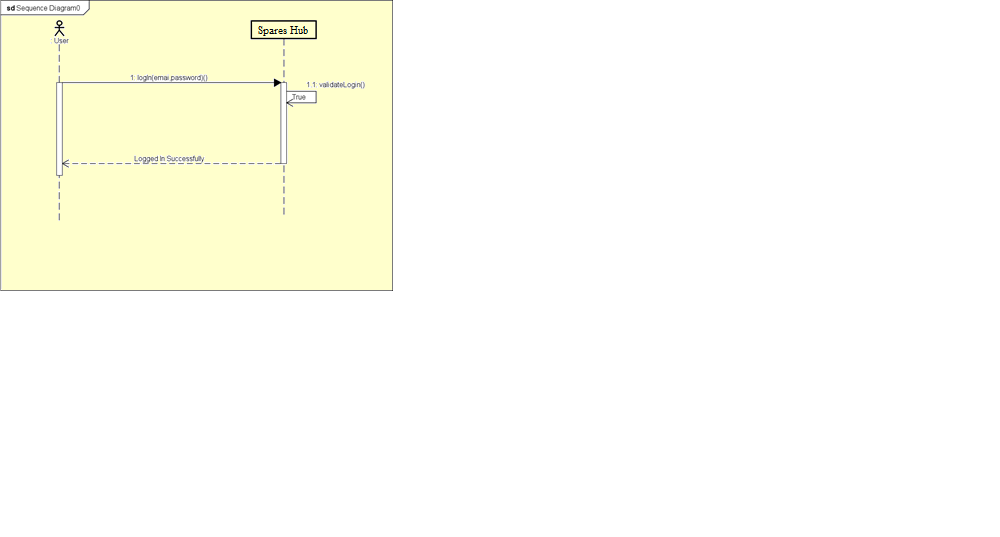 sd Sequence Diagram0
User
Spares Hub
1: login(emai,password)()
1.1: validateLogin()
True
Logged In Successfully